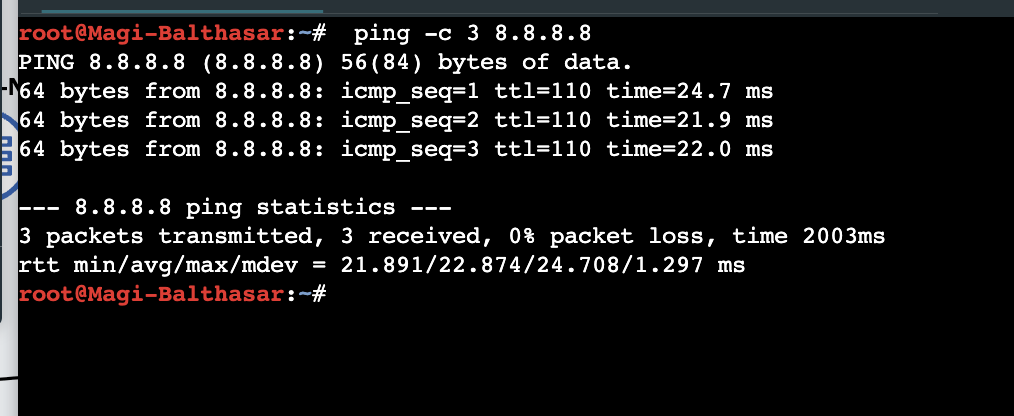 root@Magi-Balthasar:~#  ping -c 3 8.8.8.8
PING 8.8.8.8 (8.8.8.8) 56(84) bytes of data.
64 bytes from 8.8.8.8: icmp_seq=1 ttl=110 time=24.7 ms
64 bytes from 8.8.8.8: icmp_seq=2 ttl=110 time=21.9 ms
64 bytes from 8.8.8.8: icmp_seq=3 ttl=110 time=22.0 ms

--- 8.8.8.8 ping statistics ---
3 packets transmitted, 3 received, 0% packet loss, time 2003ms
rtt min/avg/max/mdev = 21.891/22.874/24.708/1.297 ms
root@Magi-Balthasar:~#